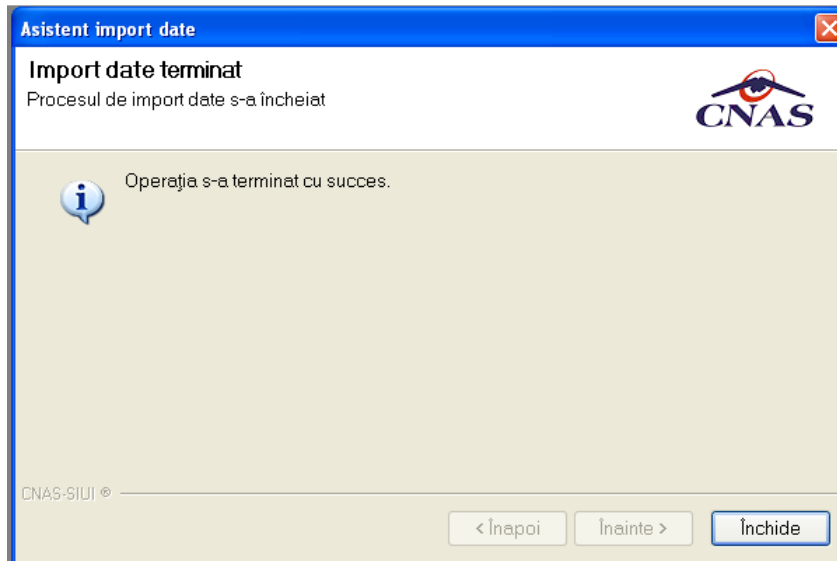 Asistent import date
Import date terminat
Procesul de import date s-a încheiat
CNAS
Operaţia s-a terminat cu succes.
CNAS-SIUI ®
< Înapoi
Înainte >
Închide